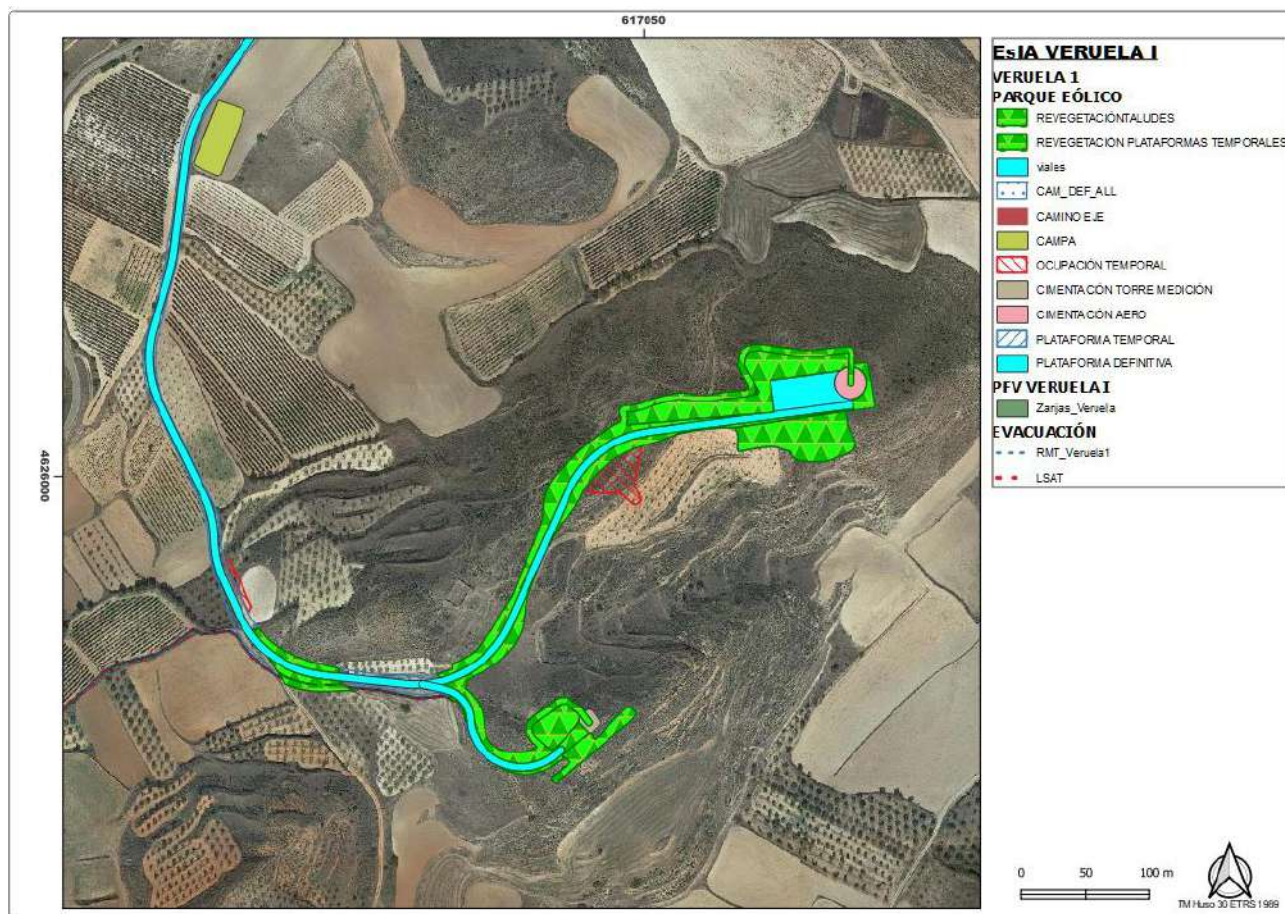 617050
4626000
EsIA VERUELA I
VERUELA 1
PARQUE EÓLICO
REVEGETACIÓNTALUDES
REVEGETACIÓN PLATAFORMAS TEMPORALES
viales
CAM_DEF_ALL
CAMINO EJE
CAMPA
OCUPACIÓN TEMPORAL
CIMENTACÓN TORRE MEDICIÓN
CIMENTACIÓN AERO
PLATAFORMA TEMPORAL
PLATAFORMA DEFINITIVA
PFV VERUELA I
Zanjas_Veruela
EVACUACIÓN
RMT_Veruela1
LSAT
0 50 100 m
TM Huso 30 ETRS 1989